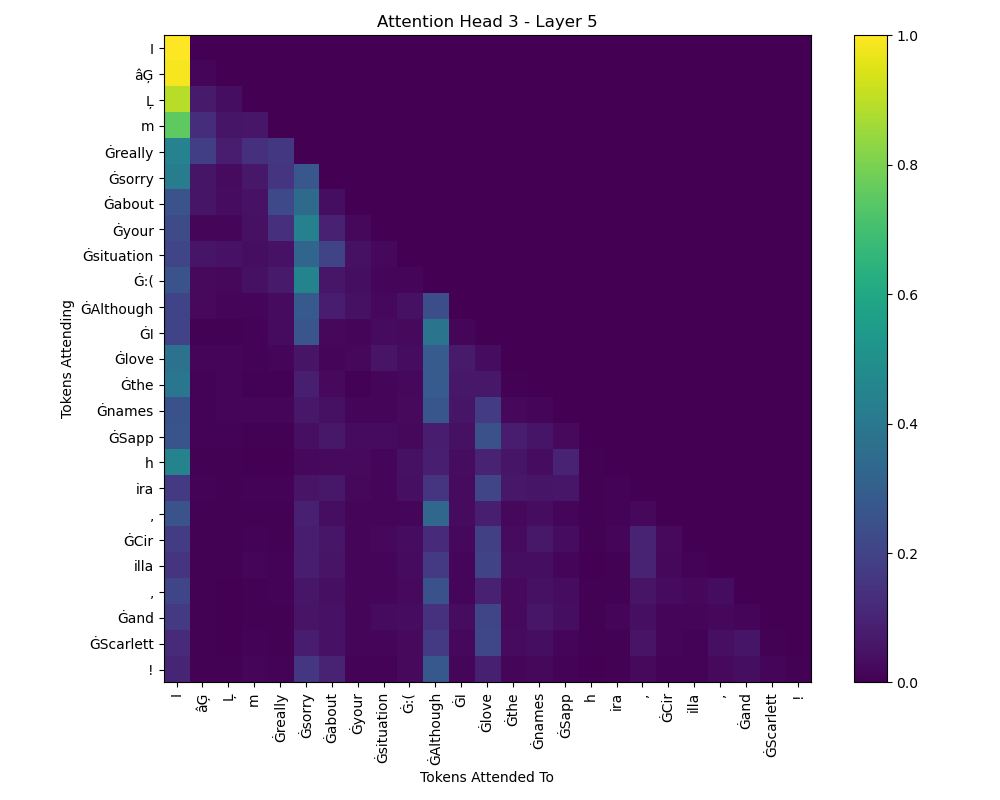 Attention Head 3 - Layer 5
Tokens Attending
I
âĢ
Ļ
m
Ġreally
Ġsorry
Ġabout
Ġyour
Ġsituation
Ġ:(
ĠAlthough
ĠI
Ġlove
Ġthe
Ġnames
ĠSapp
h
ira
,
ĠCir
illa
,
Ġand
ĠScarlett
!
I
âĢ
Ļ
m
Ġreally
Ġsorry
Ġabout
Ġyour
Ġsituation
Ġ:(
ĠAlthough
ĠI
Ġlove
Ġthe
Ġnames
ĠSapp
h
ira
,
ĠCir
illa
,
Ġand
ĠScarlett
!
Tokens Attended To
1.0
0.8
0.6
0.4
0.2
0.0